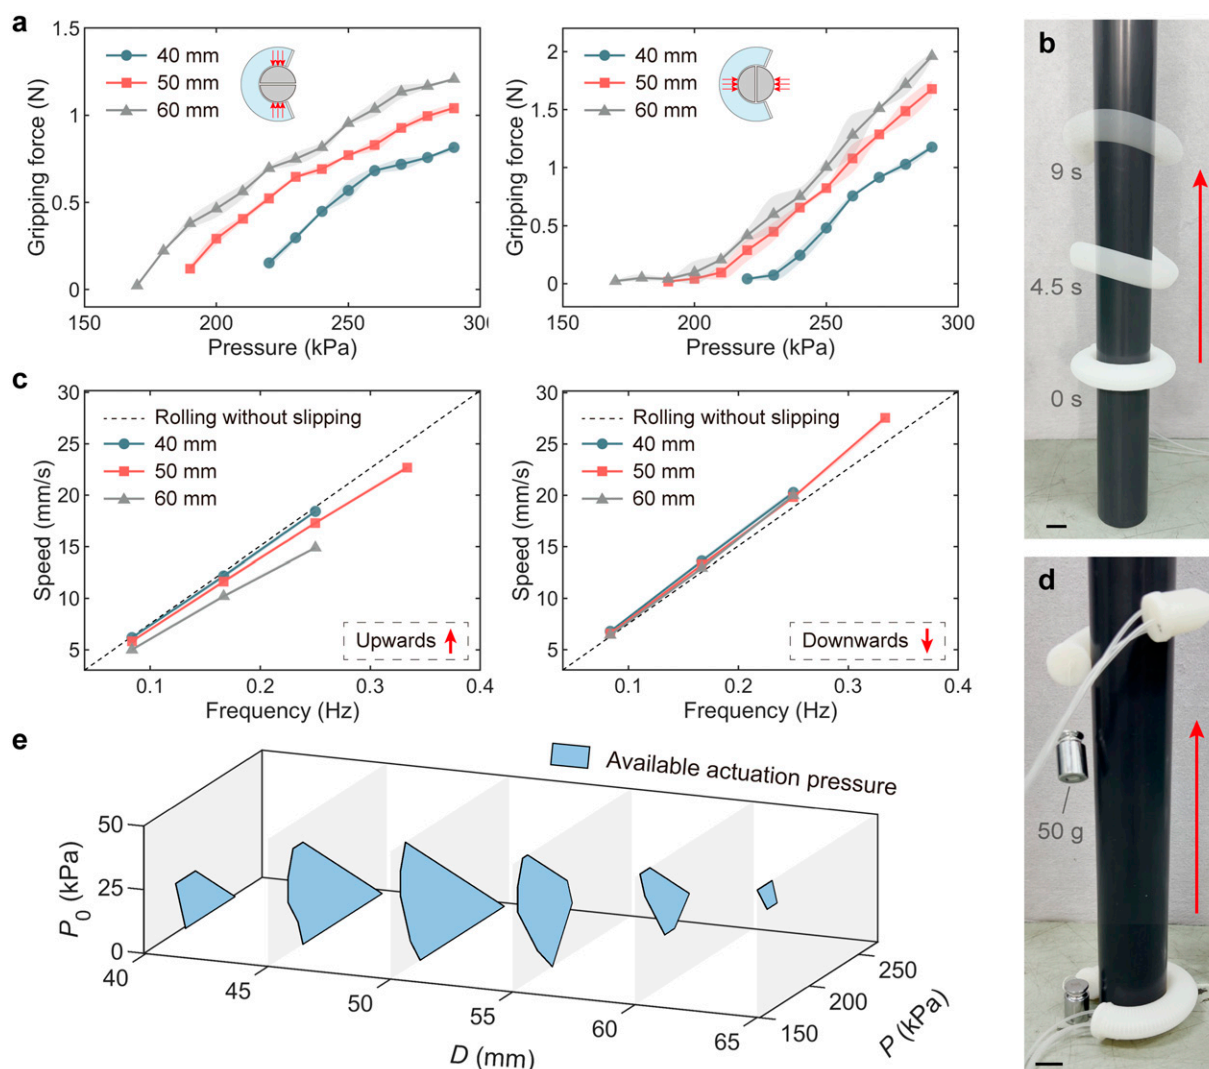 a
1.5
1
0.5
0
Gripping force (N)
40 mm
50 mm
60 mm
150
200
250
30
Pressure (kPa)
2
1.5
1
0.5
0
Gripping force (N)
40 mm
50 mm
60 mm
150
200
250
300
Pressure (kPa)
b
9 s
4.5 s
0 s
c
30
25
20
15
10
5
Speed (mm/s)
Rolling without slipping
40 mm
50 mm
60 mm
Upwards
0.1
0.2
0.3
0.4
Frequency (Hz)
30
25
20
15
10
5
Speed (mm/s)
Rolling without slipping
40 mm
50 mm
60 mm
Downwards
0.1
0.2
0.3
0.4
Frequency (Hz)
d
50 g
e
Available actuation pressure
50
25
0
P0 (kPa)
40
45
50
55
60
65
D (mm)
150
200
250
P (kPa)